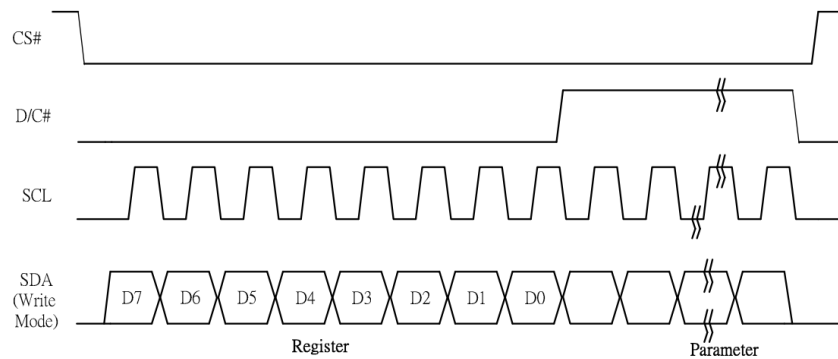 CS#
D/C#
SCL
SDA
(Write
Mode)
D7 D6 D5 D4 D3 D2 D1 D0
Register Parameter